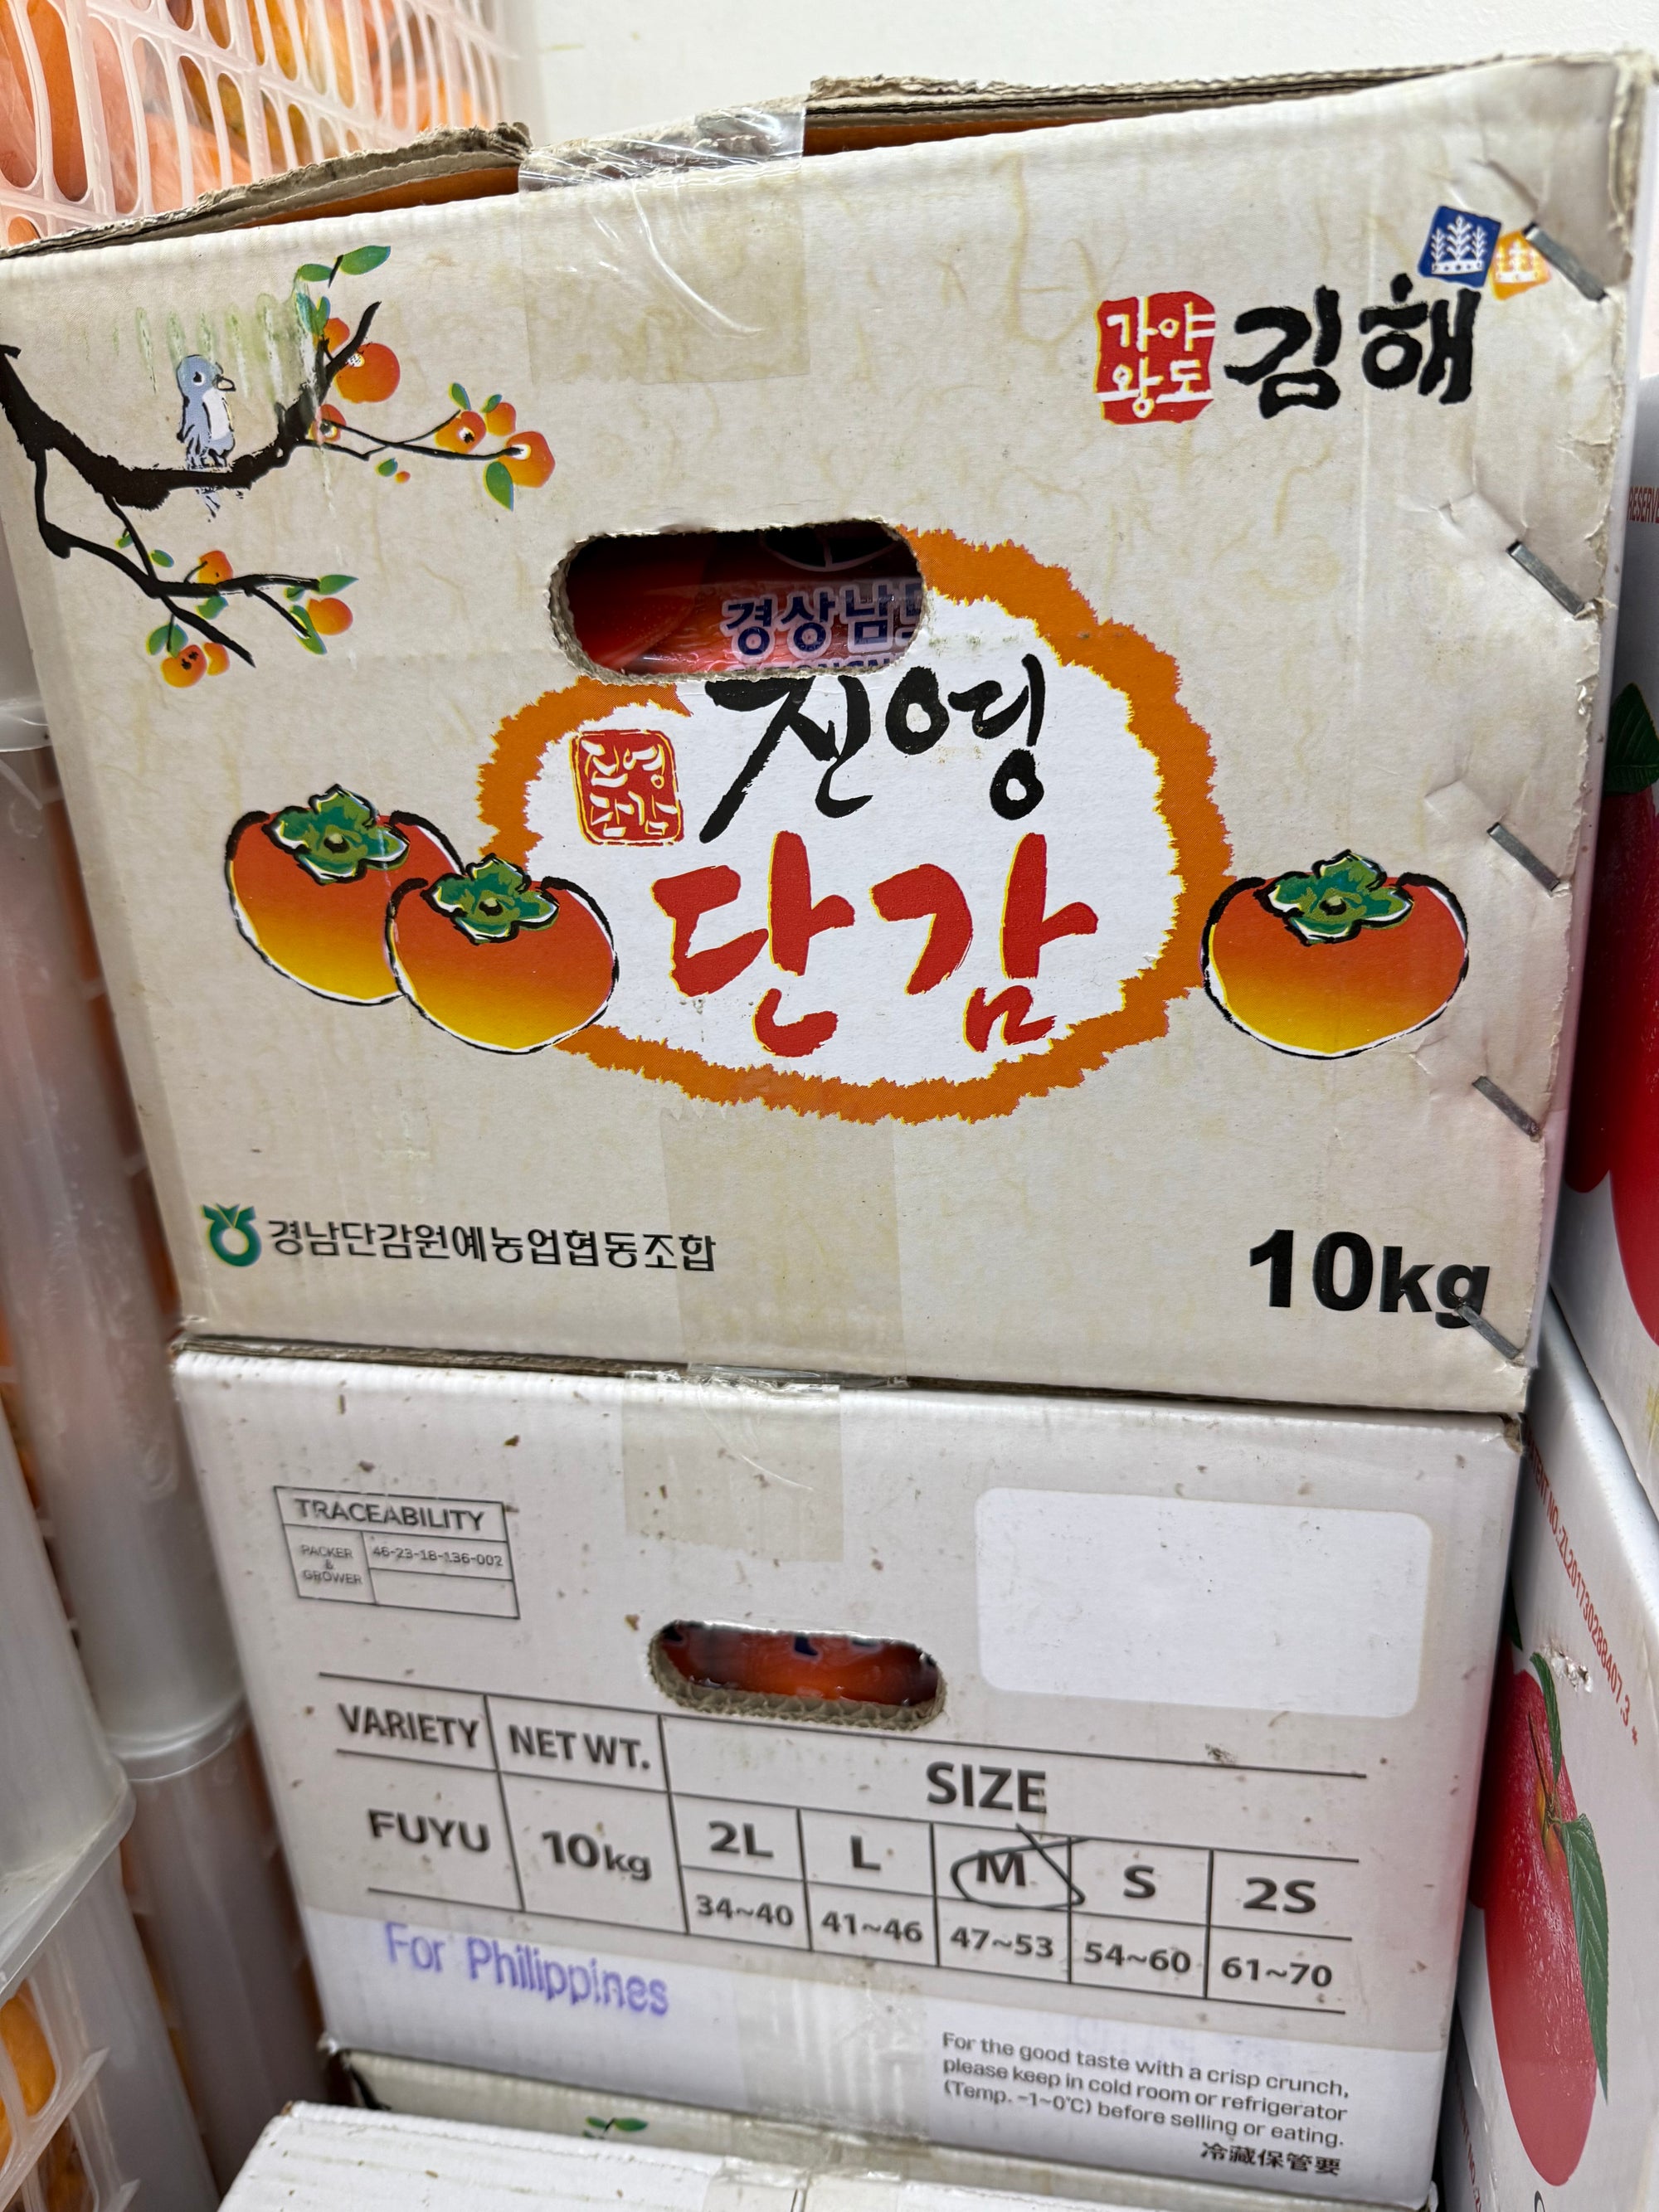 가야
왕도
김해
경상남도
진영
단감
경남단감원예농업협동조합
10kg
TRACEABILITY
PACKER
&
GROWER
46-23-18-136-002
VARIETY NET WT. SIZE
FUYU 10kg 2L L M S 2S
34~40 41~46 47~53 54~60 61~70
For Philippines
For the good taste with a crisp crunch,
please keep in cold room or refrigerator
(Temp. -1~0℃) before selling or eating.
冷藏保管要